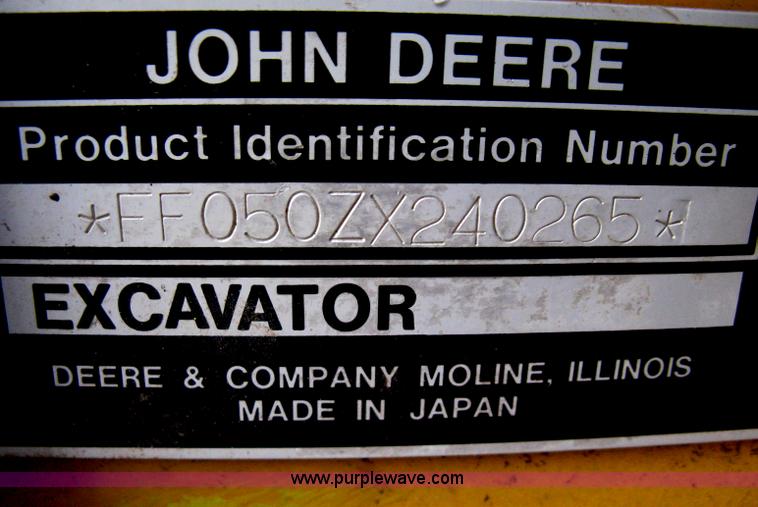 JOHN DEERE
Product Identification Number
*FF050ZX240265*
EXCAVATOR
DEERE & COMPANY MOLINE, ILLINOIS
MADE IN JAPAN
www.purplewave.com